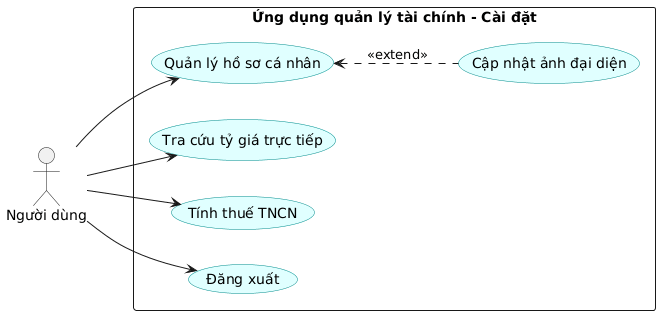 Ứng dụng quản lý tài chính - Cài đặt
Quản lý hồ sơ cá nhân
«extend»
Cập nhật ảnh đại diện
Tra cứu tỷ giá trực tiếp
Người dùng
Tính thuế TNCN
Đăng xuất